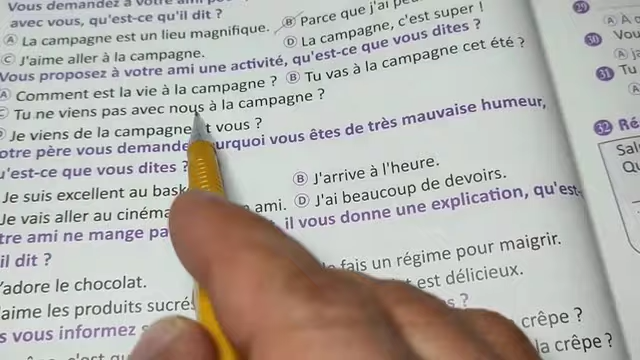 Vous demandez à votre
avec vous, qu'est-ce qu'il dit ?
Ⓐ La campagne est un lieu magnifique. Ⓑ Parce que j'ai
Ⓒ J'aime aller à la campagne. Ⓓ La campagne, c'est super !
Vous proposez à votre ami une activité, qu'est-ce que vous dites ?
Ⓐ Comment est la vie à la campagne ? Ⓑ Tu vas à la campagne cet été ?
Ⓒ Tu ne viens pas avec nous à la campagne ?
Je viens de la campagne t vous ?
otre père vous demande urquoi vous êtes de très mauvaise humeur,
u'est-ce que vous dites ?
Je suis excellent au bask Ⓑ J'arrive à l'heure.
Je vais aller au cinéma ami. Ⓓ J'ai beaucoup de devoirs.
tre ami ne mange pa il vous donne une explication, qu'est-
il dit ?
'adore le chocolat. fais un régime pour maigrir.
aime les produits sucrés t est délicieux.
s vous informez s ?
crêpe ?
la crêpe ?
29
Ⓐ
30 Vou
Ⓐ
31 Tu
Ⓐ
32 Ré
Sal
Qu